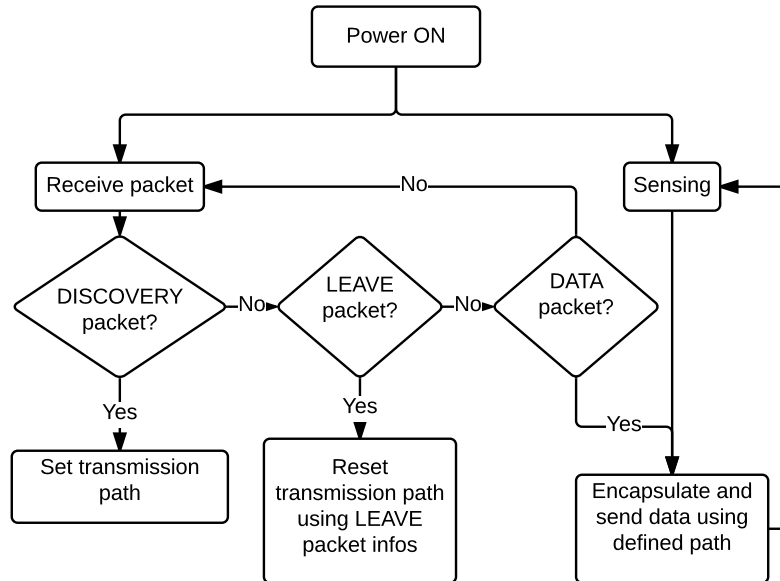 Power ON
Receive packet
No
Sensing
DISCOVERY
packet?
No
LEAVE
packet?
No
DATA
packet?
Yes
Yes
Yes
Set transmission
path
Reset
transmission path
using LEAVE
packet infos
Encapsulate and
send data using
defined path